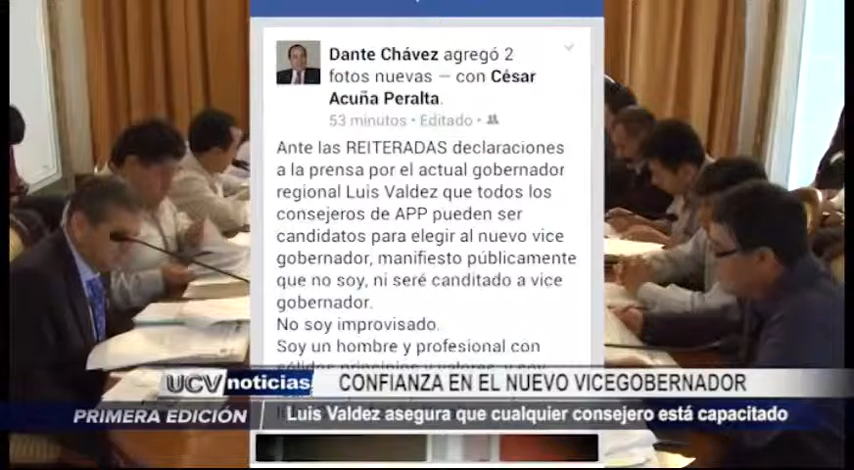 Dante Chávez agregó 2
fotos nuevas — con César
Acuña Peralta.
53 minutos • Editado •
Ante las REITERADAS declaraciones
a la prensa por el actual gobernador
regional Luis Valdez que todos los
consejeros de APP pueden ser
candidatos para elegir al nuevo vice
gobernador, manifiesto públicamente
que no soy, ni seré canditado a vice
gobernador.
No soy improvisado.
Soy un hombre y profesional con
sólidos principios y valores, y soy
UCV noticias CONFIANZA EN EL NUEVO VICEGOBERNADOR
PRIMERA EDICIÓN Luis Valdez asegura que cualquier consejero está capacitado